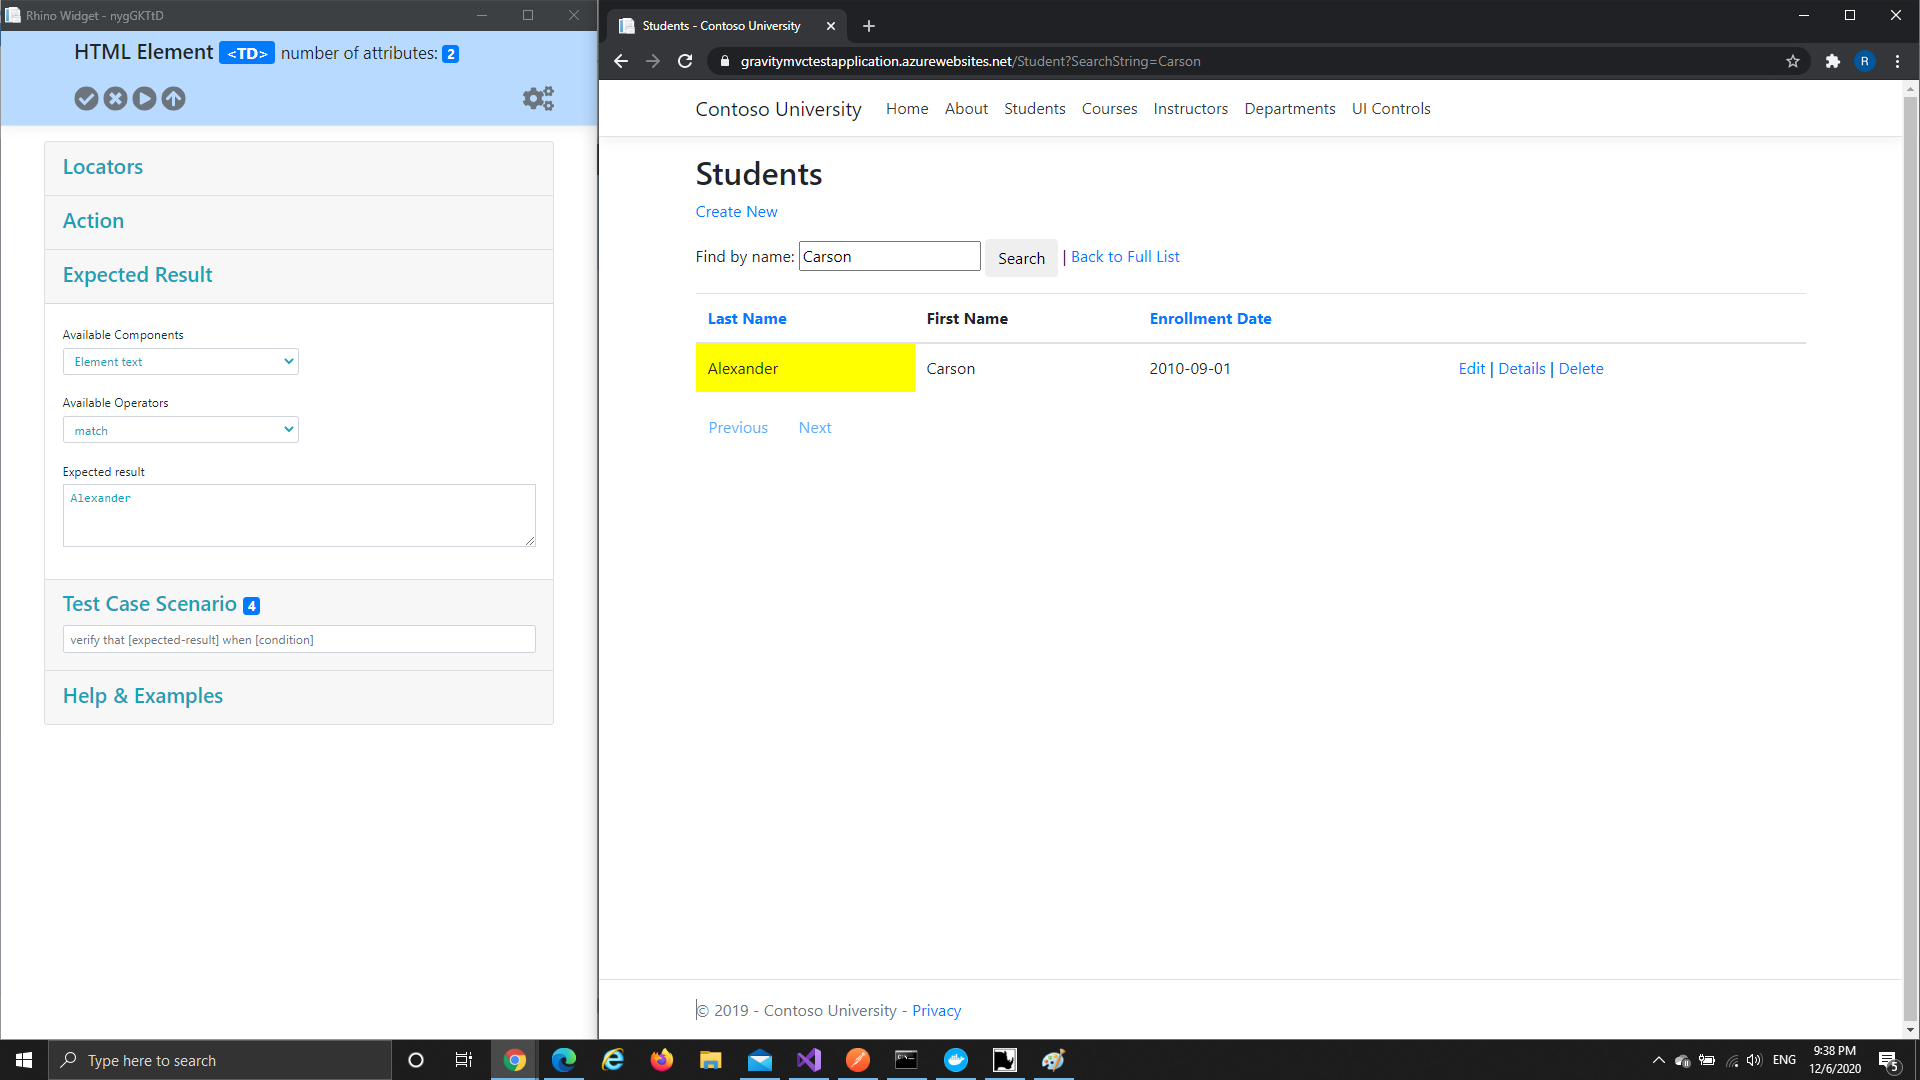 Rhino Widget - nygGKTtD
HTML Element <TD> number of attributes: 2
Locators
Action
Expected Result
Available Components
Element text
Available Operators
match
Expected result
Alexander
Test Case Scenario 4
verify that [expected-result] when [condition]
Help & Examples
Students - Contoso University
gravitymvctestapplication.azurewebsites.net/Student?SearchString=Carson
R
Contoso University Home About Students Courses Instructors Departments UI Controls
Students
Create New
Find by name: Carson Search | Back to Full List
Last Name First Name Enrollment Date
Alexander Carson 2010-09-01 Edit | Details | Delete
Previous Next
© 2019 - Contoso University - Privacy
Type here to search
ENG
9:38 PM
12/6/2020
5